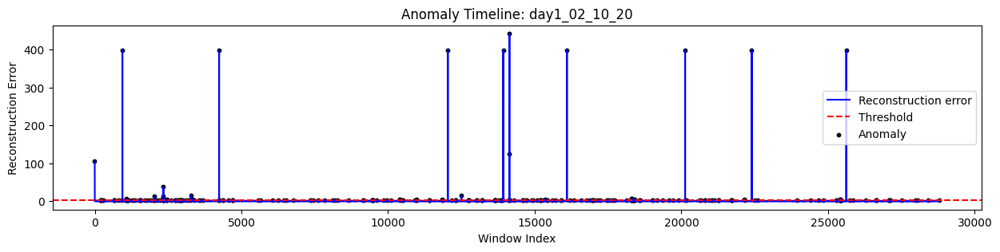 Anomaly Timeline: day1_02_10_20
Reconstruction Error
400
300
200
100
0
Reconstruction error
Threshold
Anomaly
0 5000 10000 15000 20000 25000 30000
Window Index